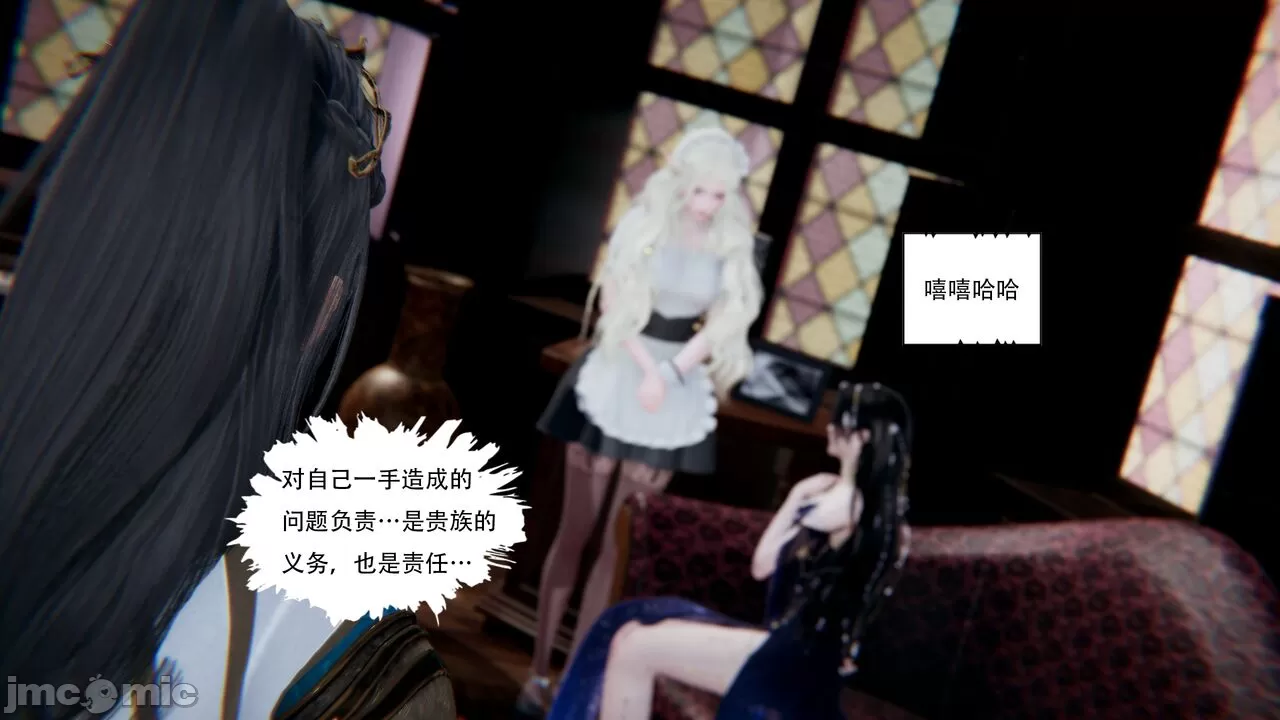 嘻嘻哈哈
对自己一手造成的
问题负责…是贵族的
义务，也是责任…
jmcomic